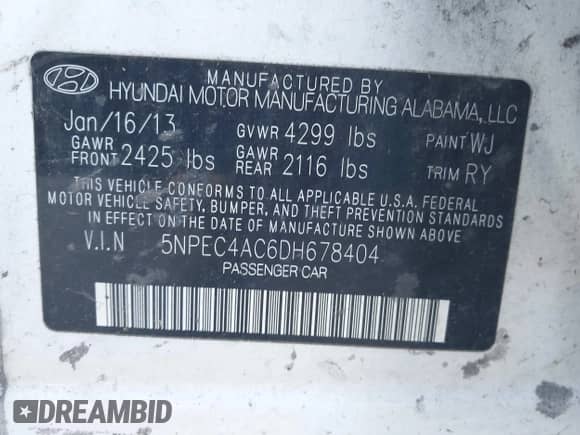 MANUFACTURED BY
HYUNDAI MOTOR MANUFACTURING ALABAMA, LLC
Jan/16/13 GVWR 4299 lbs PAINT WJ
GAWR FRONT 2425 lbs GAWR REAR 2116 lbs TRIM RY
THIS VEHICLE CONFORMS TO ALL APPLICABLE U.S.A. FEDERAL
MOTOR VEHICLE SAFETY, BUMPER, AND THEFT PREVENTION STANDARDS
IN EFFECT ON THE DATE OF MANUFACTURE SHOWN ABOVE.
V.I.N 5NPEC4AC6DH678404
PASSENGER CAR
DREAMBID